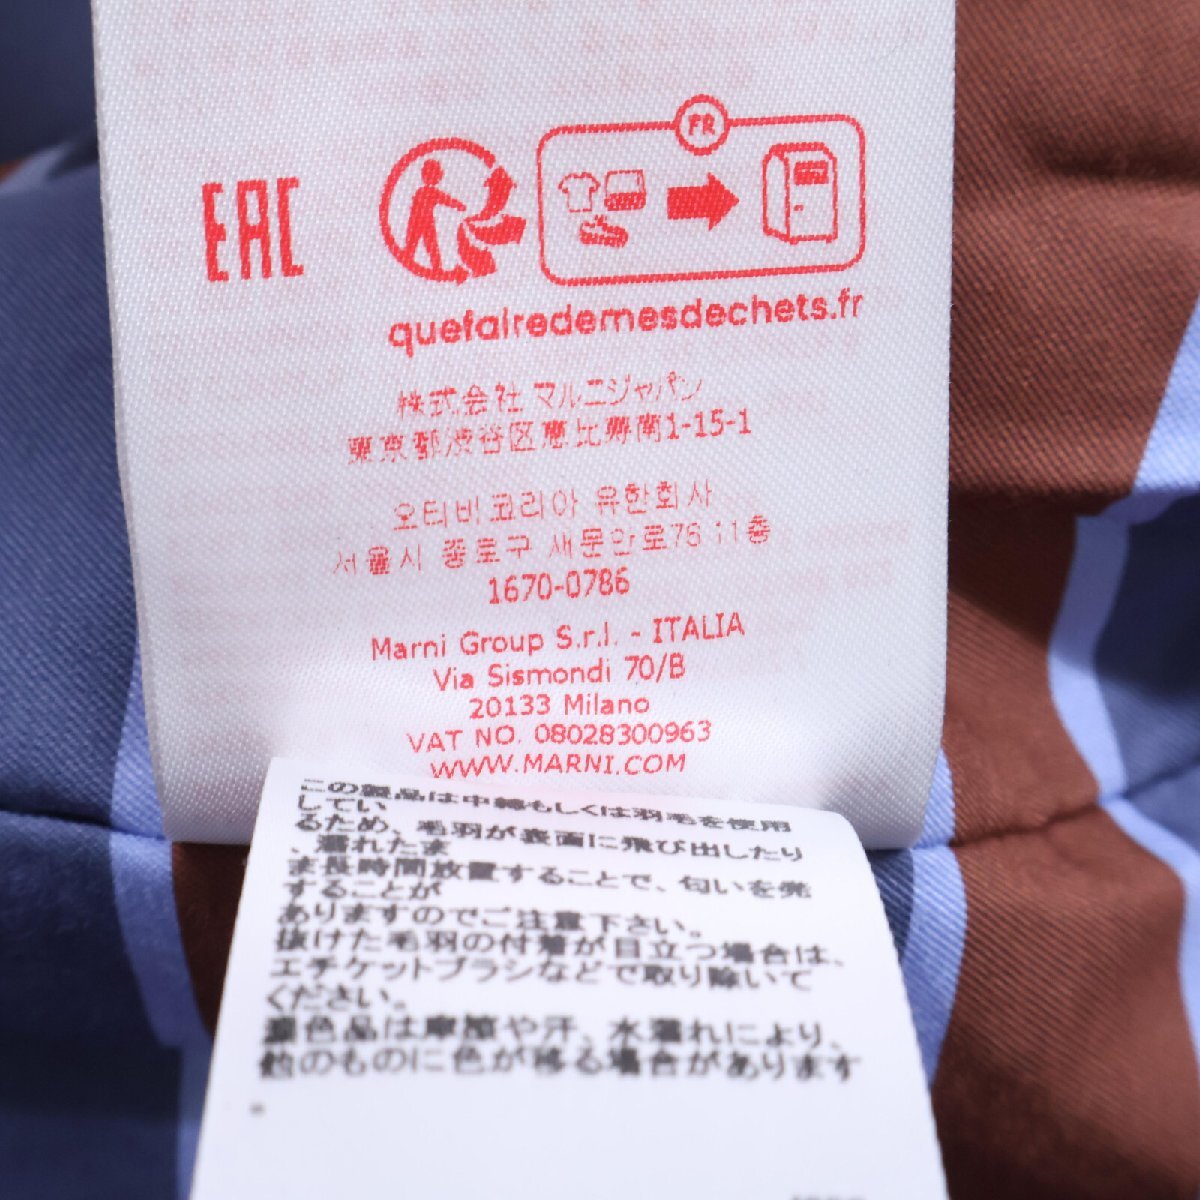 FR
EAC
quefairedemesdechets.fr
株式会社 マルニジャパン
東京都渋谷区恵比寿南1-15-1
오티비코리아 유한회사
서울시 종로구 새문안로76 11층
1670-0786
Marni Group S.r.l. - ITALIA
Via Sismondi 70/B
20133 Milano
VAT NO. 08028300963
WWW.MARNI.COM
この製品は中綿もしくは羽毛を使用
してい
るため、毛羽が表面に飛び出したり
、濡れたま
ま長時間放置することで、匂いを発
することが
ありますのでご注意下さい。
抜けた毛羽の付着が目立つ場合は、
エチケットブラシなどで取り除いて
ください。
濃色品は摩擦や汗、水濡れにより、
他のものに色が移る場合があります
。